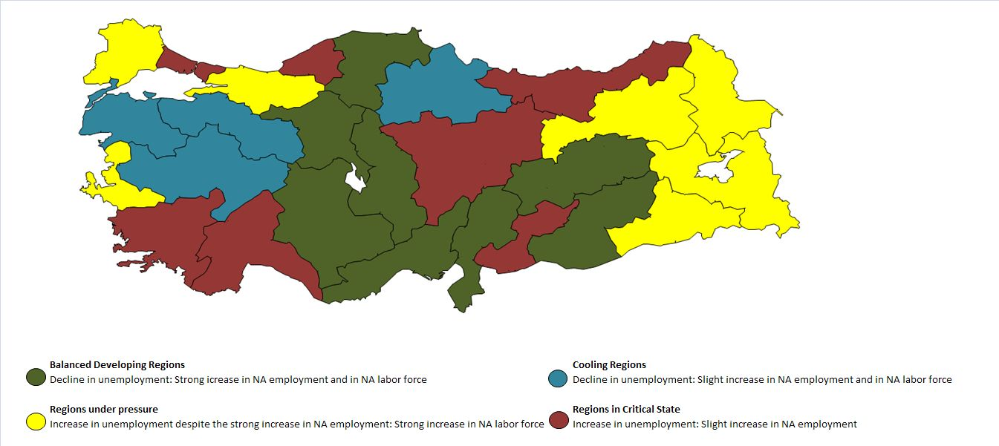 Balanced Developing Regions
Decline in unemployment: Strong icrease in NA employment and in NA labor force
Cooling Regions
Decline in unemployment: Slight increase in NA employment and in NA labor force
Regions under pressure
Increase in unemployment despite the strong increase in NA employment: Strong increase in NA labor force
Regions in Critical State
Increase in unemployment: Slight increase in NA employment